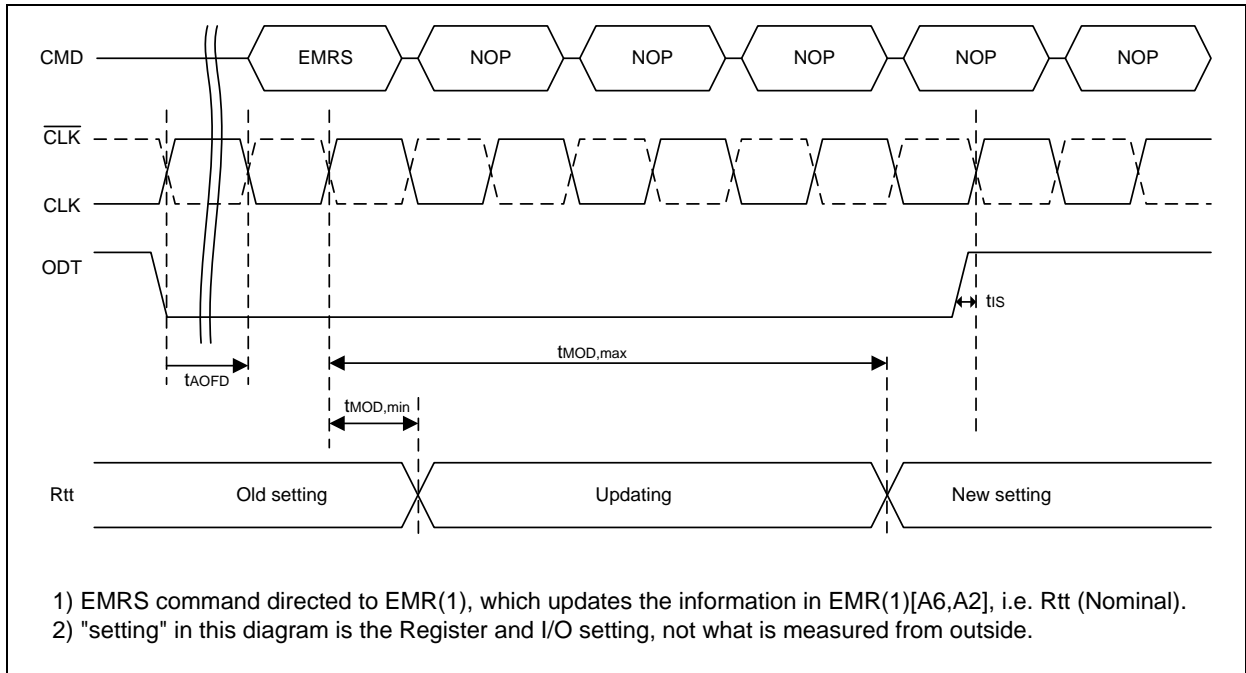 CMD EMRS NOP NOP NOP NOP NOP
CLK
CLK
ODT
tIS
tMOD,max
tAOFD
tMOD,min
Rtt Old setting Updating New setting
1) EMRS command directed to EMR(1), which updates the information in EMR(1)[A6,A2], i.e. Rtt (Nominal).
2) "setting" in this diagram is the Register and I/O setting, not what is measured from outside.